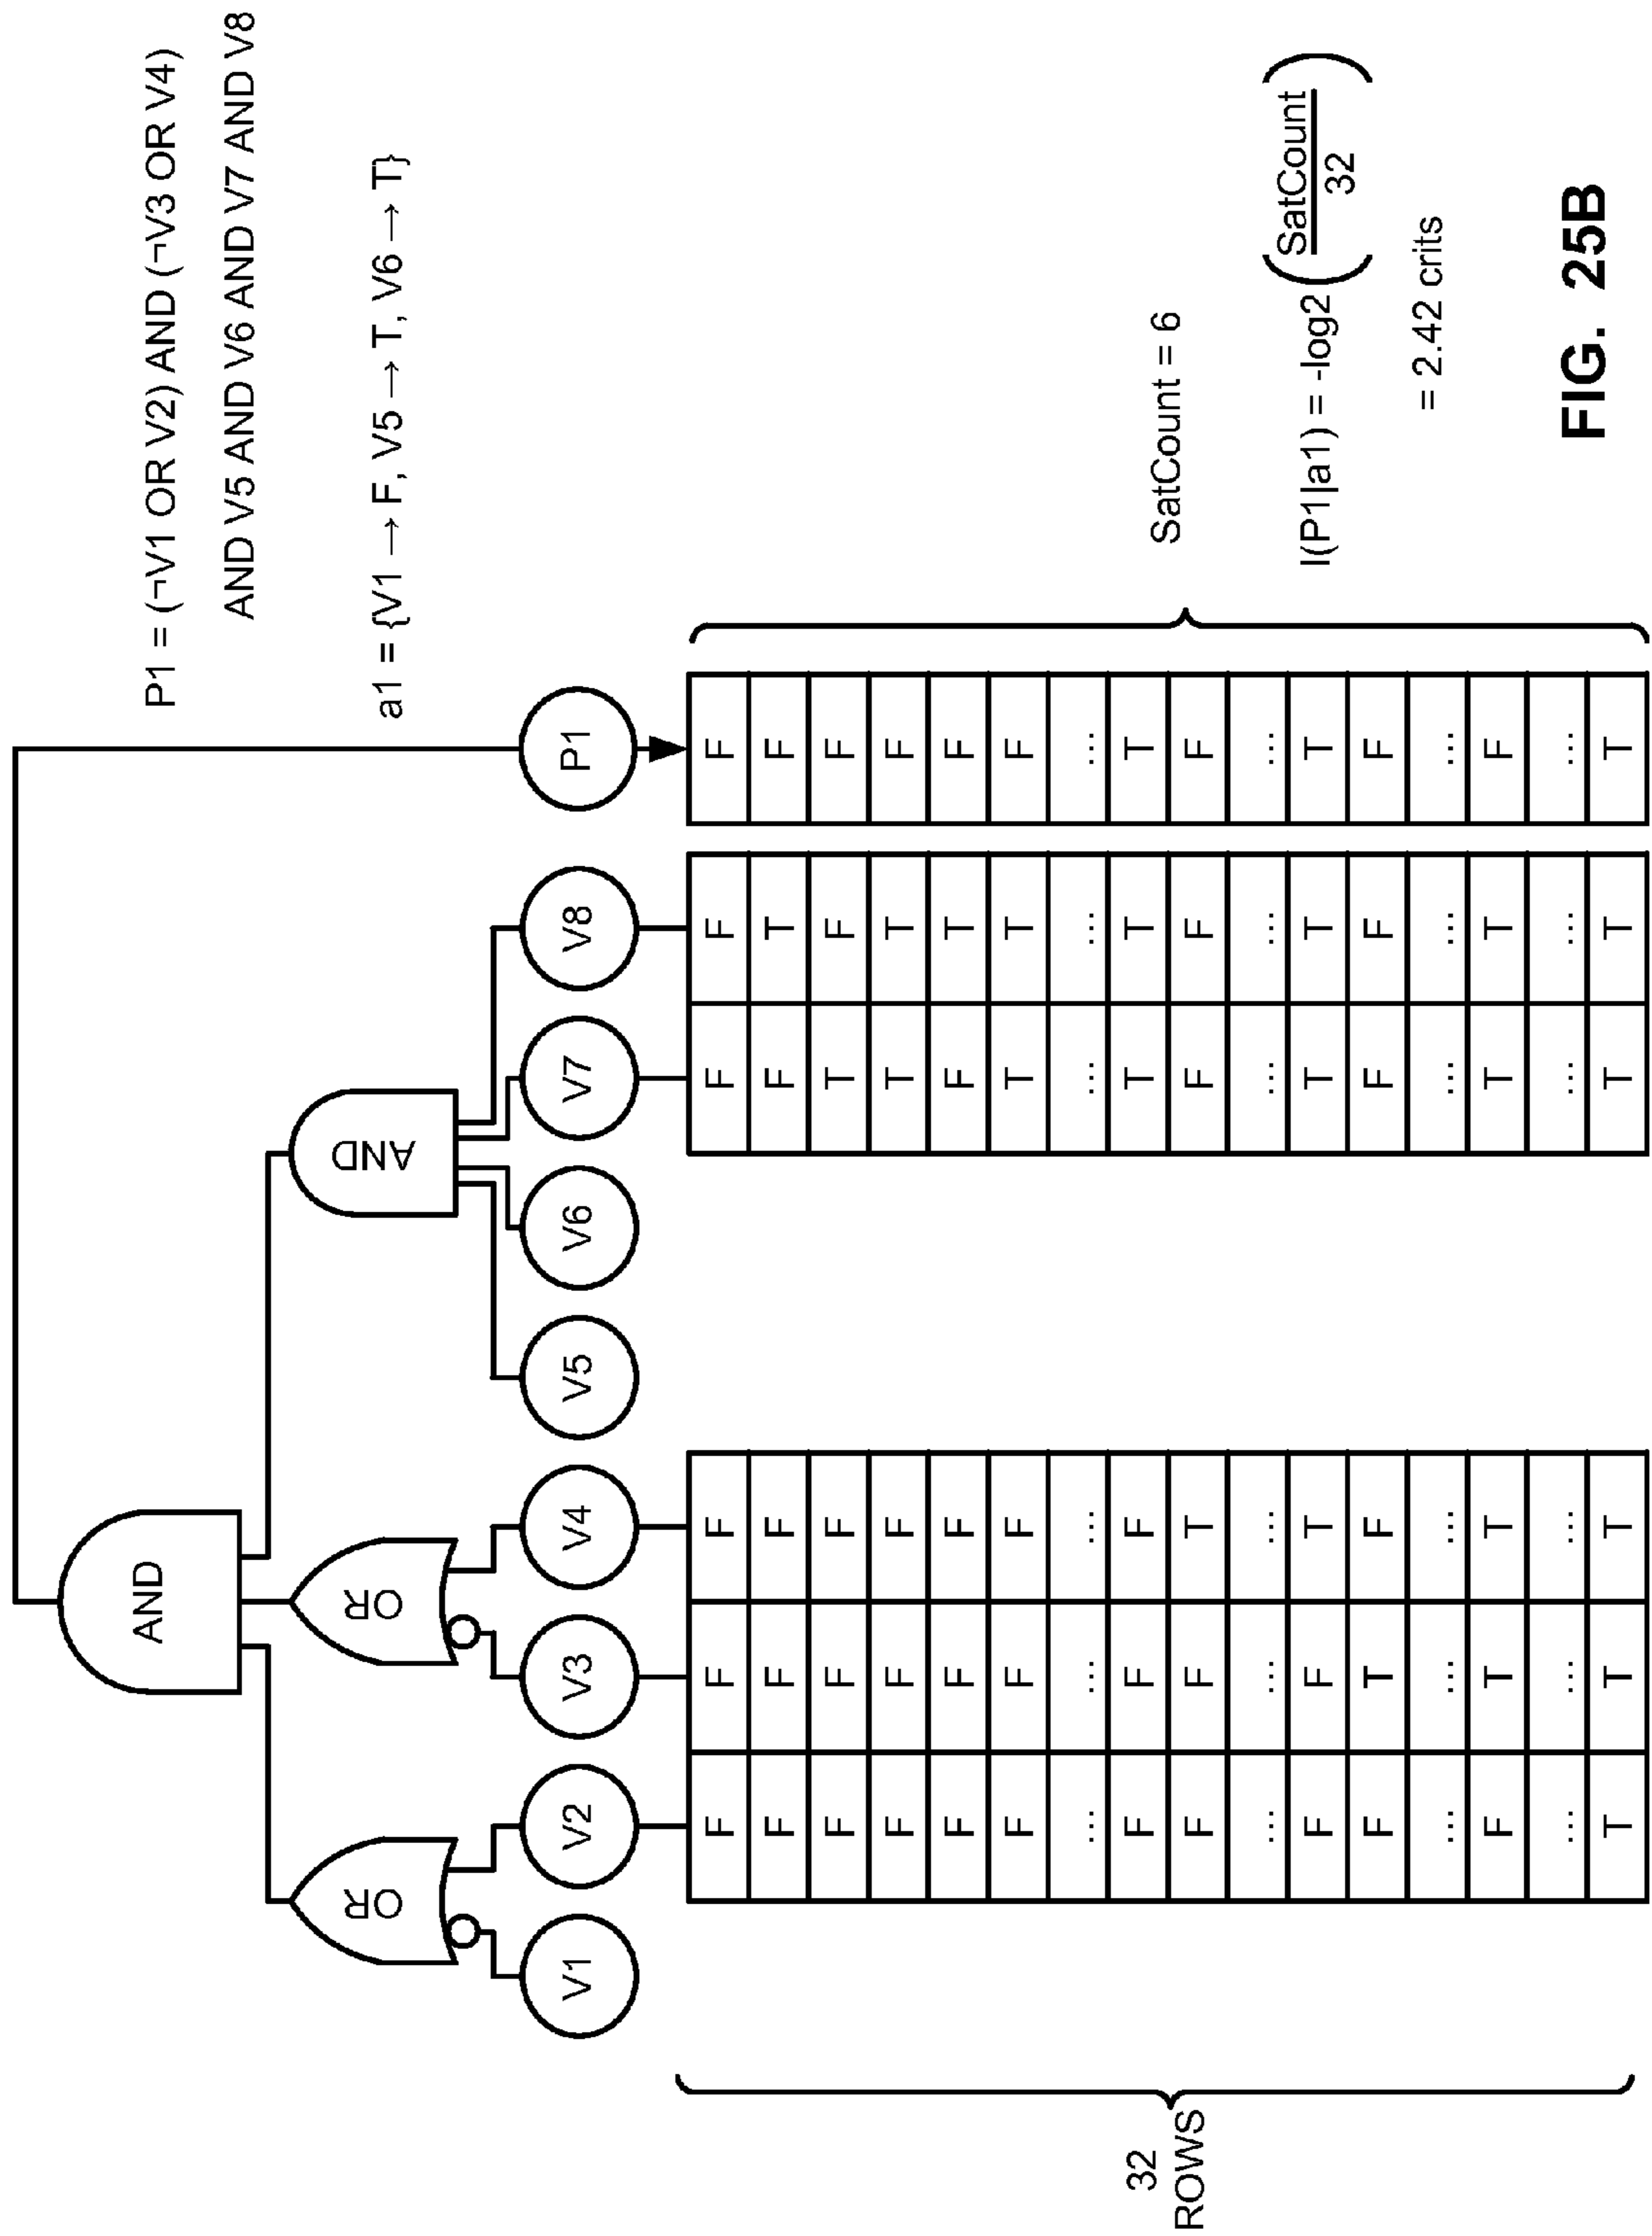 P1 = (¬V1 OR V2) AND (¬V3 OR V4)
AND V5 AND V6 AND V7 AND V8
a1 = {V1 → F, V5 → T, V6 → T}
AND
OR OR AND
V1 V2 V3 V4 V5 V6 V7 V8 P1
F F F F F F
F F F F T F
F F F T F F
F F F T T F
F F F F T F
F F F T T F
... ... ... ... ... ...
F F F T T T
F F T F F F
... ... ... ... ... ...
F F T T T T
F T F F F F
... ... ... ... ... ...
F T T T T F
... ... ... ... ... ...
T T T T T T
32
ROWS
SatCount = 6
I(P1|a1) = -log2 (SatCount / 32)
= 2.42 crits
FIG. 25B